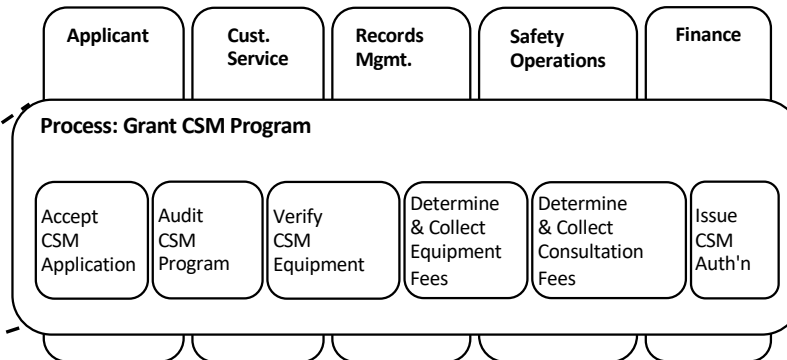 Applicant
Cust.
Service
Records
Mgmt.
Safety
Operations
Finance
Process: Grant CSM Program
Accept
CSM
Application
Audit
CSM
Program
Verify
CSM
Equipment
Determine
& Collect
Equipment
Fees
Determine
& Collect
Consultation
Fees
Issue
CSM
Auth'n